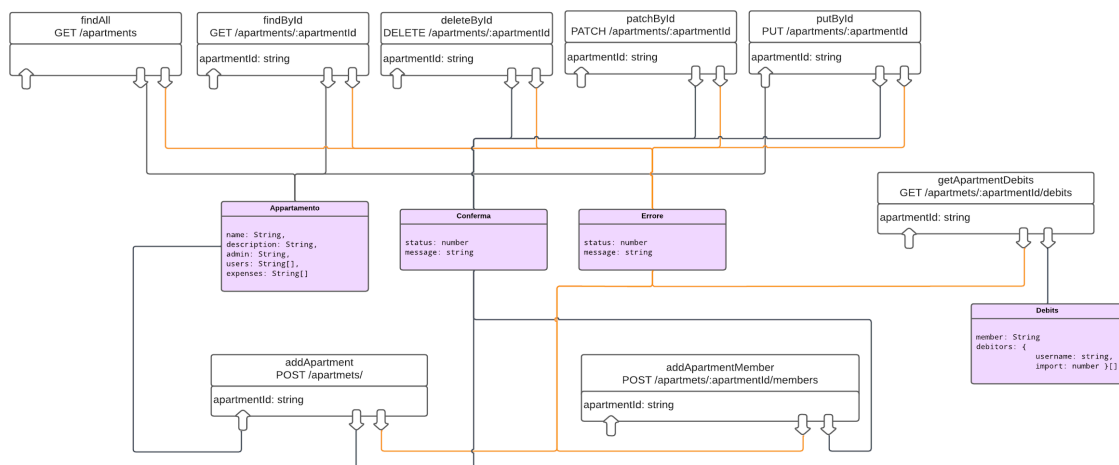 findAll
GET /apartments
findById
GET /apartments/:apartmentId
apartmentId: string
deleteById
DELETE /apartments/:apartmentId
apartmentId: string
patchById
PATCH /apartments/:apartmentId
apartmentId: string
putById
PUT /apartments/:apartmentId
apartmentId: string
getApartmentDebits
GET /apartmets/:apartmentId/debits
apartmentId: string
Appartamento
name: String,
description: String,
admin: String,
users: String[],
expenses: String[]
Conferma
status: number
message: string
Errore
status: number
message: string
Debits
member: String
debitors: {
username: string,
import: number }[]
addApartment
POST /apartmets/
apartmentId: string
addApartmentMember
POST /apartmets/:apartmentId/members
apartmentId: string